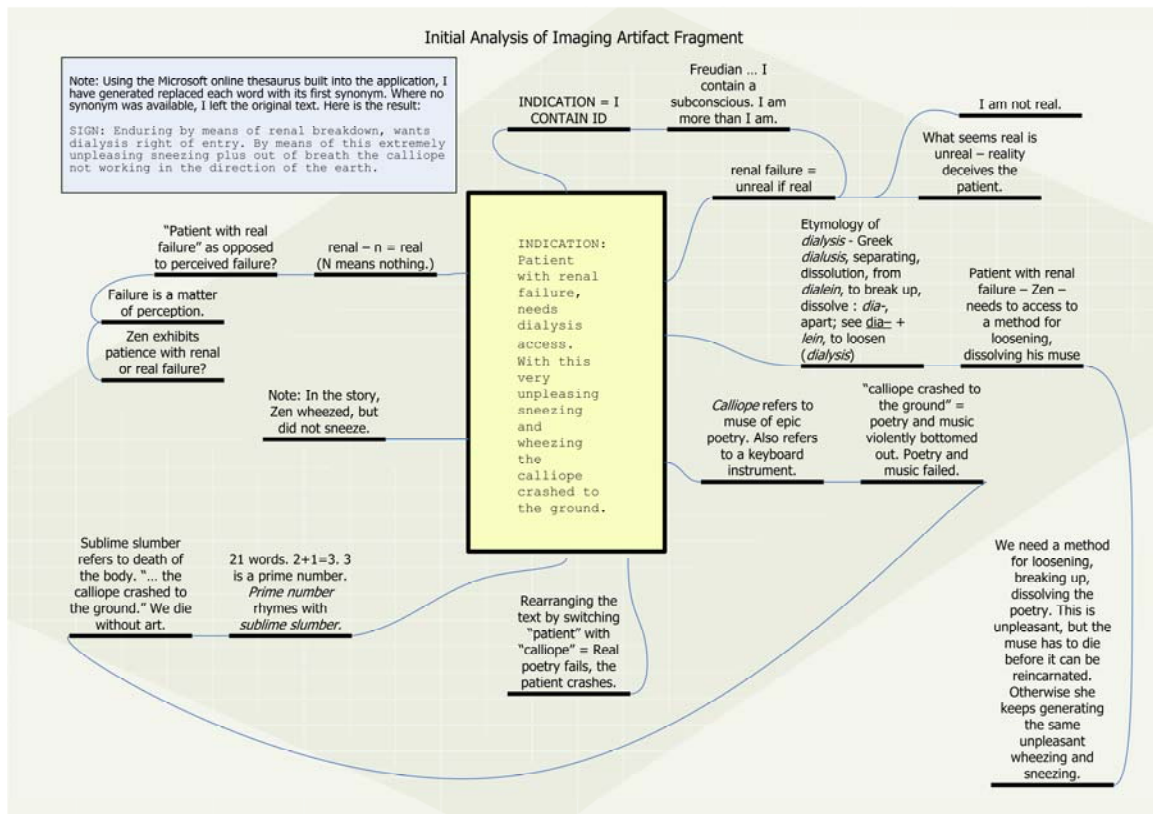 Initial Analysis of Imaging Artifact Fragment
Note: Using the Microsoft online thesaurus built into the application, I
have generated replaced each word with its first synonym. Where no
synonym was available, I left the original text. Here is the result:
SIGN: Enduring by means of renal breakdown, wants
dialysis right of entry. By means of this extremely
unpleasing sneezing plus out of breath the calliope
not working in the direction of the earth.
INDICATION = I
CONTAIN ID
Freudian ... I
contain a
subconscious. I am
more than I am.
renal failure =
unreal if real
I am not real.
What seems real is
unreal – reality
deceives the
patient.
"Patient with real
failure" as opposed
to perceived failure?
renal – n = real
(N means nothing.)
Failure is a matter
of perception.
Zen exhibits
patience with renal
or real failure?
Note: In the story,
Zen wheezed, but
did not sneeze.
INDICATION:
Patient
with renal
failure,
needs
dialysis
access.
With this
very
unpleasing
sneezing
and
wheezing
the
calliope
crashed to
the ground.
Etymology of
dialysis - Greek
dialusis, separating,
dissolution, from
dialein, to break up,
dissolve : dia-,
apart; see dia– +
lein, to loosen
(dialysis)
Patient with renal
failure – Zen –
needs to access to
a method for
loosening,
dissolving his muse
Calliope refers to
muse of epic
poetry. Also refers
to a keyboard
instrument.
"calliope crashed to
the ground" =
poetry and music
violently bottomed
out. Poetry and
music failed.
Sublime slumber
refers to death of
the body. "... the
calliope crashed to
the ground." We die
without art.
21 words. 2+1=3. 3
is a prime number.
Prime number
rhymes with
sublime slumber.
Rearranging the
text by switching
"patient" with
"calliope" = Real
poetry fails, the
patient crashes.
We need a method
for loosening,
breaking up,
dissolving the
poetry. This is
unpleasant, but the
muse has to die
before it can be
reincarnated.
Otherwise she
keeps generating
the same
unpleasant
wheezing and
sneezing.